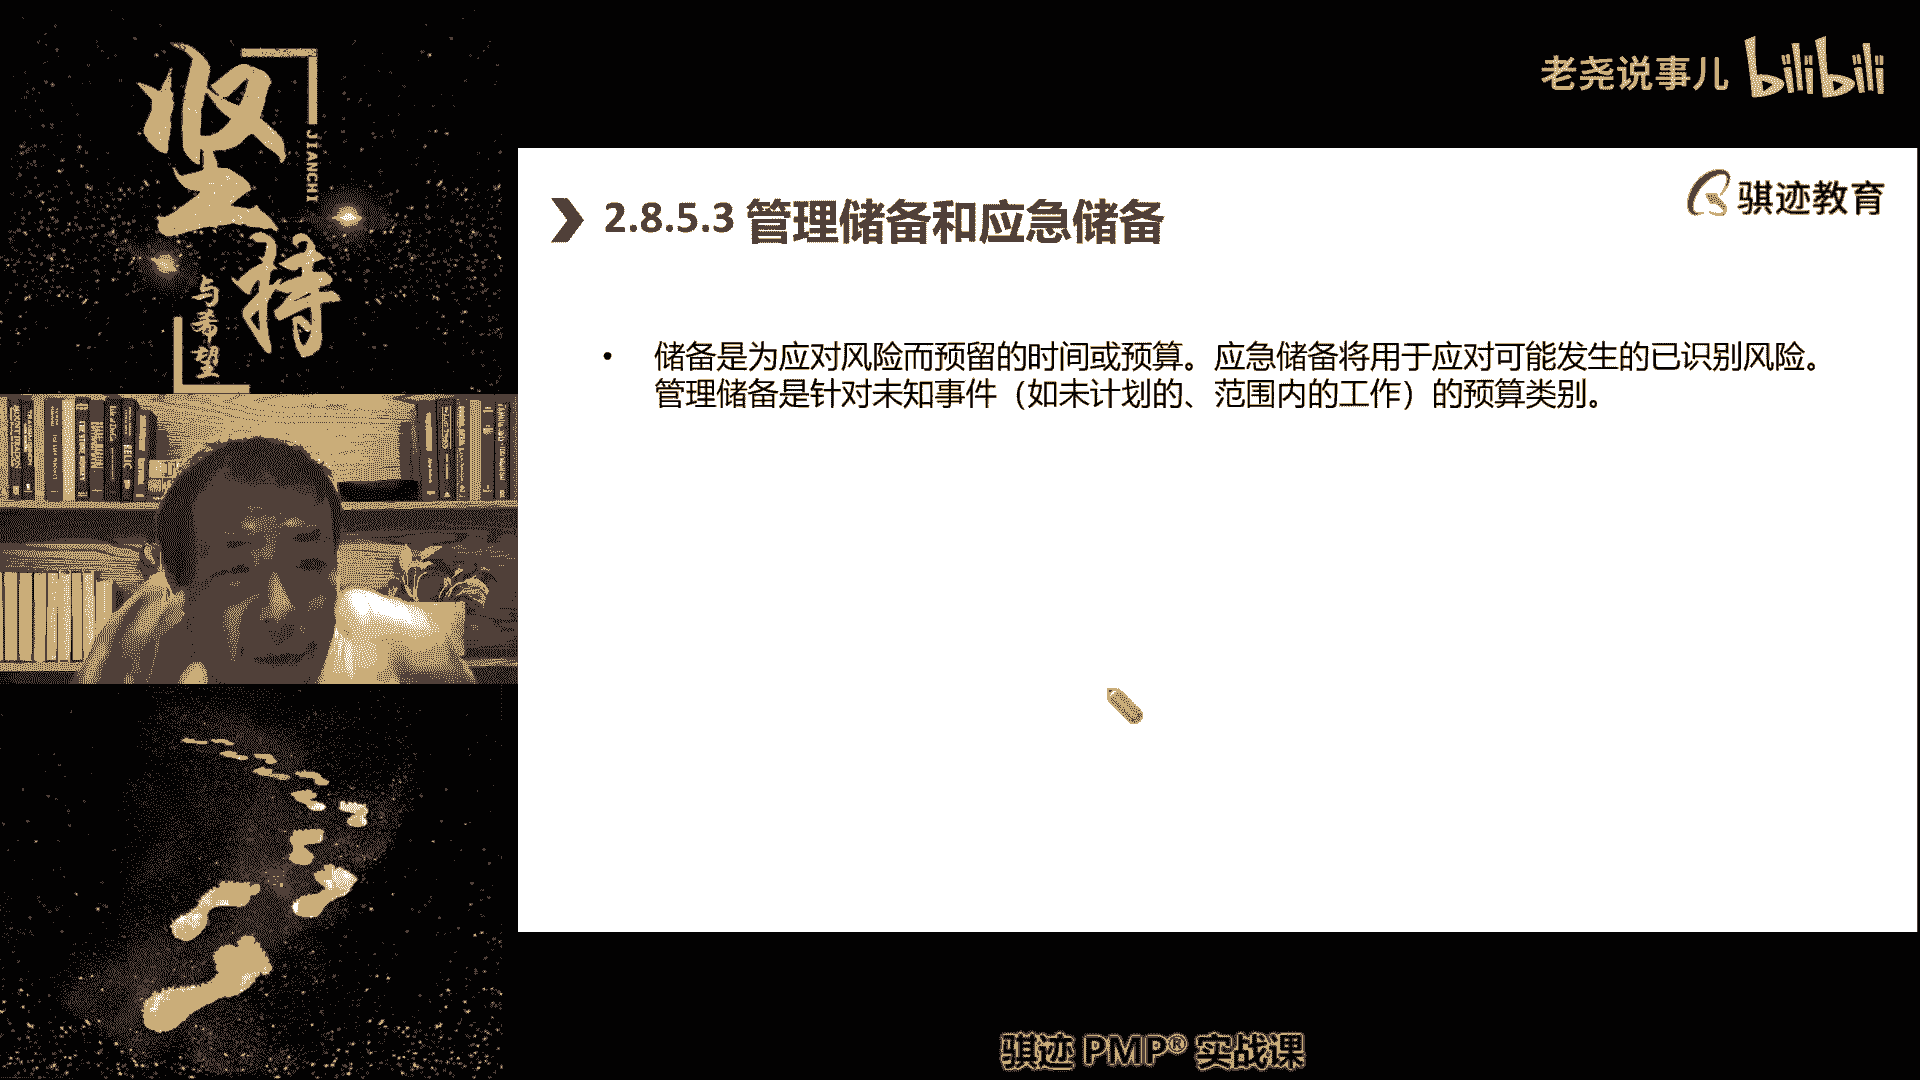 坚持
JIANCHI
与希望
老尧说事儿 bilibili
骐迹教育
2.8.5.3 管理储备和应急储备
• 储备是为应对风险而预留的时间或预算。应急储备将用于应对可能发生的已识别风险。
管理储备是针对未知事件（如未计划的、范围内的工作）的预算类别。
骐迹 PMP® 实战课